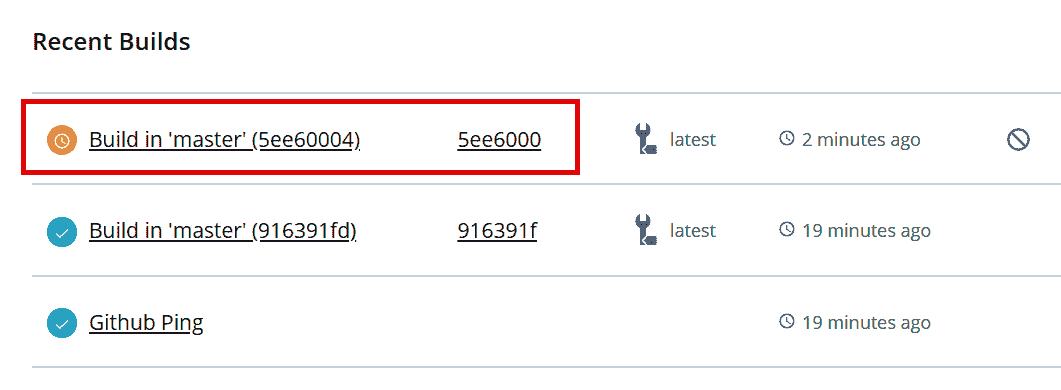 Recent Builds
Build in 'master' (5ee60004) 5ee6000 latest 2 minutes ago
Build in 'master' (916391fd) 916391f latest 19 minutes ago
Github Ping 19 minutes ago